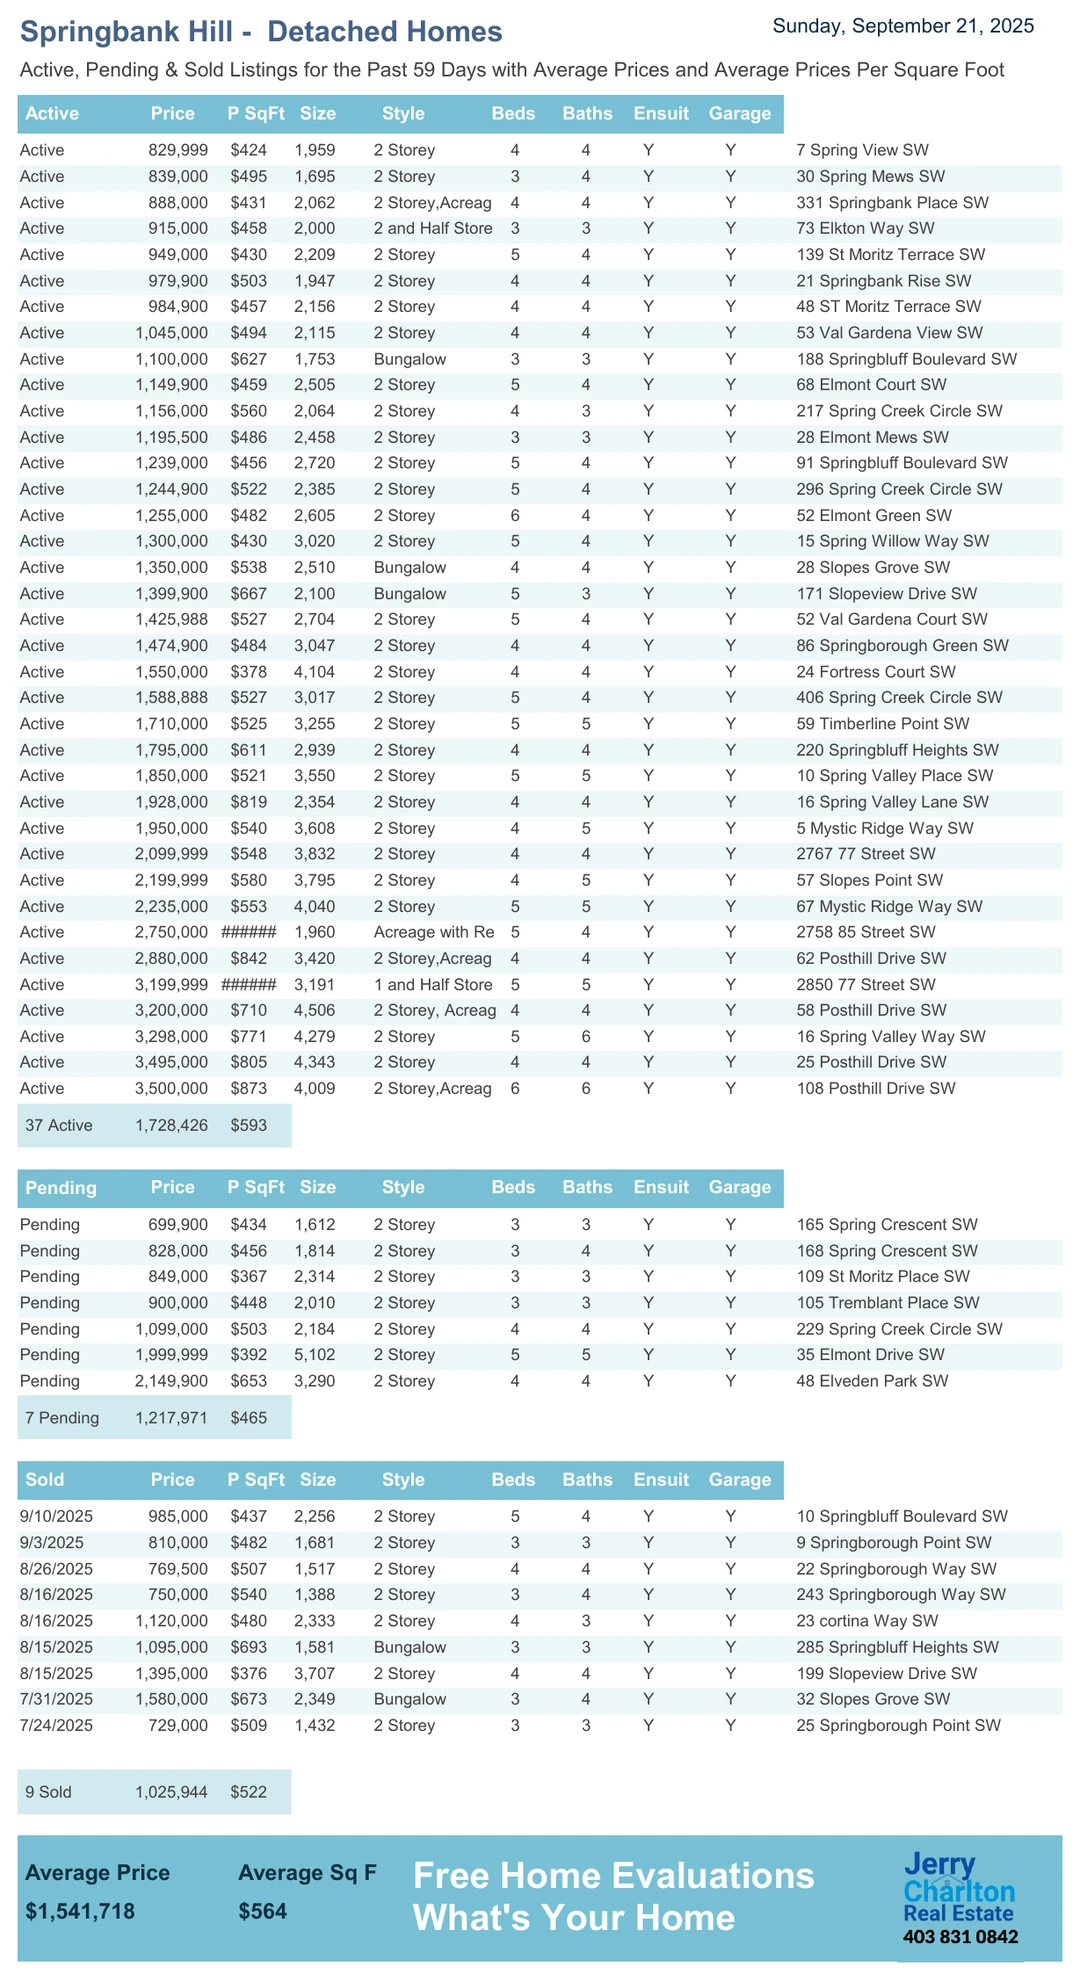 Springbank Hill -  Detached Homes
Sunday, September 21, 2025
Active, Pending & Sold Listings for the Past 59 Days with Average Prices and Average Prices Per Square Foot
Active Price P SqFt Size Style Beds Baths Ensuit Garage
Active 829,999 $424 1,959 2 Storey 4 4 Y Y 7 Spring View SW
Active 839,000 $495 1,695 2 Storey 3 4 Y Y 30 Spring Mews SW
Active 888,000 $431 2,062 2 Storey,Acreag 4 4 Y Y 331 Springbank Place SW
Active 915,000 $458 2,000 2 and Half Store 3 3 Y Y 73 Elkton Way SW
Active 949,000 $430 2,209 2 Storey 5 4 Y Y 139 St Moritz Terrace SW
Active 979,900 $503 1,947 2 Storey 4 4 Y Y 21 Springbank Rise SW
Active 984,900 $457 2,156 2 Storey 4 4 Y Y 48 ST Moritz Terrace SW
Active 1,045,000 $494 2,115 2 Storey 4 4 Y Y 53 Val Gardena View SW
Active 1,100,000 $627 1,753 Bungalow 3 3 Y Y 188 Springbluff Boulevard SW
Active 1,149,900 $459 2,505 2 Storey 5 4 Y Y 68 Elmont Court SW
Active 1,156,000 $560 2,064 2 Storey 4 3 Y Y 217 Spring Creek Circle SW
Active 1,195,500 $486 2,458 2 Storey 3 3 Y Y 28 Elmont Mews SW
Active 1,239,000 $456 2,720 2 Storey 5 4 Y Y 91 Springbluff Boulevard SW
Active 1,244,900 $522 2,385 2 Storey 5 4 Y Y 296 Spring Creek Circle SW
Active 1,255,000 $482 2,605 2 Storey 6 4 Y Y 52 Elmont Green SW
Active 1,300,000 $430 3,020 2 Storey 5 4 Y Y 15 Spring Willow Way SW
Active 1,350,000 $538 2,510 Bungalow 4 4 Y Y 28 Slopes Grove SW
Active 1,399,900 $667 2,100 Bungalow 5 3 Y Y 171 Slopeview Drive SW
Active 1,425,988 $527 2,704 2 Storey 5 4 Y Y 52 Val Gardena Court SW
Active 1,474,900 $484 3,047 2 Storey 4 4 Y Y 86 Springborough Green SW
Active 1,550,000 $378 4,104 2 Storey 4 4 Y Y 24 Fortress Court SW
Active 1,588,888 $527 3,017 2 Storey 5 4 Y Y 406 Spring Creek Circle SW
Active 1,710,000 $525 3,255 2 Storey 5 5 Y Y 59 Timberline Point SW
Active 1,795,000 $611 2,939 2 Storey 4 4 Y Y 220 Springbluff Heights SW
Active 1,850,000 $521 3,550 2 Storey 5 5 Y Y 10 Spring Valley Place SW
Active 1,928,000 $819 2,354 2 Storey 4 4 Y Y 16 Spring Valley Lane SW
Active 1,950,000 $540 3,608 2 Storey 4 5 Y Y 5 Mystic Ridge Way SW
Active 2,099,999 $548 3,832 2 Storey 4 4 Y Y 2767 77 Street SW
Active 2,199,999 $580 3,795 2 Storey 4 5 Y Y 57 Slopes Point SW
Active 2,235,000 $553 4,040 2 Storey 5 5 Y Y 67 Mystic Ridge Way SW
Active 2,750,000 ###### 1,960 Acreage with Re 5 4 Y Y 2758 85 Street SW
Active 2,880,000 $842 3,420 2 Storey,Acreag 4 4 Y Y 62 Posthill Drive SW
Active 3,199,999 ###### 3,191 1 and Half Store 5 5 Y Y 2850 77 Street SW
Active 3,200,000 $710 4,506 2 Storey, Acreag 4 4 Y Y 58 Posthill Drive SW
Active 3,298,000 $771 4,279 2 Storey 5 6 Y Y 16 Spring Valley Way SW
Active 3,495,000 $805 4,343 2 Storey 4 4 Y Y 25 Posthill Drive SW
Active 3,500,000 $873 4,009 2 Storey,Acreag 6 6 Y Y 108 Posthill Drive SW
37 Active 1,728,426 $593
Pending Price P SqFt Size Style Beds Baths Ensuit Garage
Pending 699,900 $434 1,612 2 Storey 3 3 Y Y 165 Spring Crescent SW
Pending 828,000 $456 1,814 2 Storey 3 4 Y Y 168 Spring Crescent SW
Pending 849,000 $367 2,314 2 Storey 3 3 Y Y 109 St Moritz Place SW
Pending 900,000 $448 2,010 2 Storey 3 3 Y Y 105 Tremblant Place SW
Pending 1,099,000 $503 2,184 2 Storey 4 4 Y Y 229 Spring Creek Circle SW
Pending 1,999,999 $392 5,102 2 Storey 5 5 Y Y 35 Elmont Drive SW
Pending 2,149,900 $653 3,290 2 Storey 4 4 Y Y 48 Elveden Park SW
7 Pending 1,217,971 $465
Sold Price P SqFt Size Style Beds Baths Ensuit Garage
9/10/2025 985,000 $437 2,256 2 Storey 5 4 Y Y 10 Springbluff Boulevard SW
9/3/2025 810,000 $482 1,681 2 Storey 3 3 Y Y 9 Springborough Point SW
8/26/2025 769,500 $507 1,517 2 Storey 4 4 Y Y 22 Springborough Way SW
8/16/2025 750,000 $540 1,388 2 Storey 3 4 Y Y 243 Springborough Way SW
8/16/2025 1,120,000 $480 2,333 2 Storey 4 3 Y Y 23 cortina Way SW
8/15/2025 1,095,000 $693 1,581 Bungalow 3 3 Y Y 285 Springbluff Heights SW
8/15/2025 1,395,000 $376 3,707 2 Storey 4 4 Y Y 199 Slopeview Drive SW
7/31/2025 1,580,000 $673 2,349 Bungalow 3 4 Y Y 32 Slopes Grove SW
7/24/2025 729,000 $509 1,432 2 Storey 3 3 Y Y 25 Springborough Point SW
9 Sold 1,025,944 $522
Average Price Average Sq F
$1,541,718 $564
Free Home Evaluations
What's Your Home
Jerry
Charlton
Real Estate
403 831 0842